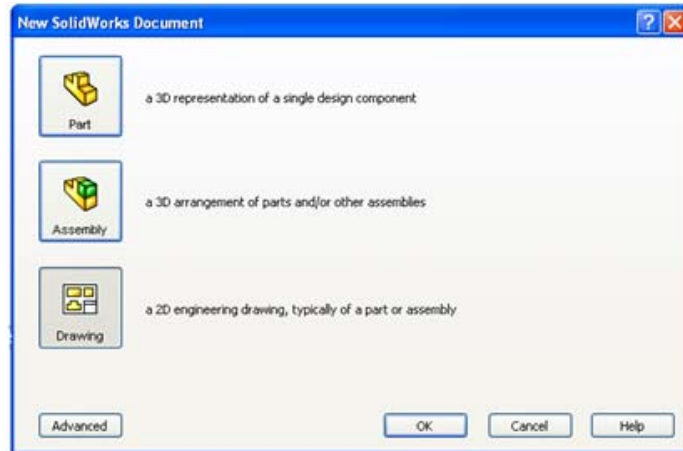 New SolidWorks Document
Part
a 3D representation of a single design component
Assembly
a 3D arrangement of parts and/or other assemblies
Drawing
a 2D engineering drawing, typically of a part or assembly
Advanced
OK
Cancel
Help